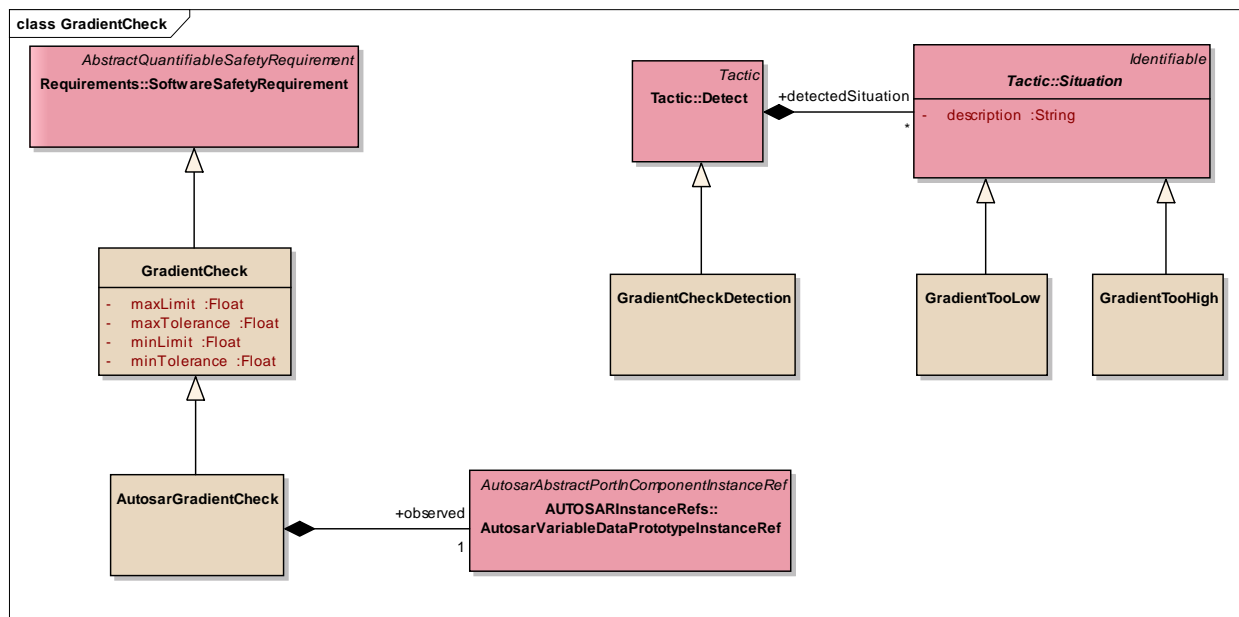 class GradientCheck
AbstractQuantifiableSafetyRequirement
Requirements::SoftwareSafetyRequirement
Tactic
Tactic::Detect
+detectedSituation
*
Identifiable
Tactic::Situation
- description :String
GradientCheck
- maxLimit :Float
- maxTolerance :Float
- minLimit :Float
- minTolerance :Float
GradientCheckDetection
GradientTooLow
GradientTooHigh
AutosarGradientCheck
+observed
1
AutosarAbstractPortInComponentInstanceRef
AUTOSARInstanceRefs::
AutosarVariableDataPrototypeInstanceRef